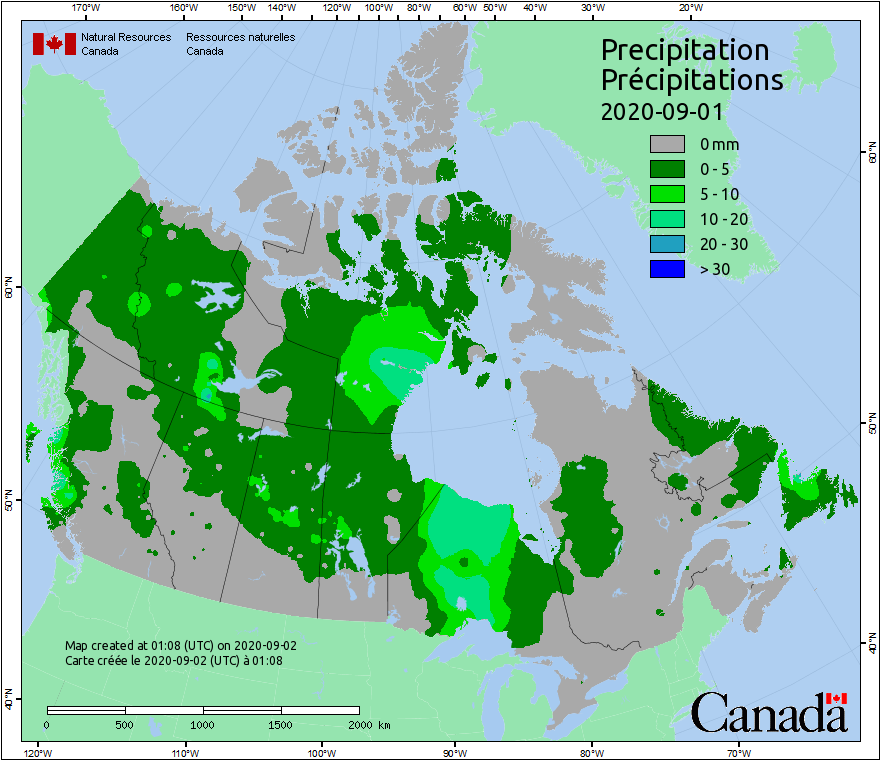 170°W 160°W 150°W 140°W 130°W 120°W 110°W 100°W 90°W 80°W 60°W 50°W 40°W 30°W 20°W
Natural Resources Ressources naturelles
Canada Canada
Precipitation
Précipitations
2020-09-01
0 mm
0 - 5
5 - 10
10 - 20
20 - 30
> 30
60°N
60°N
50°N
50°N
40°N
40°N
Map created at 01:08 (UTC) on 2020-09-02
Carte créée le 2020-09-02 (UTC) à 01:08
0 500 1000 1500 2000 km
Canada
120°W 110°W 100°W 90°W 80°W 70°W